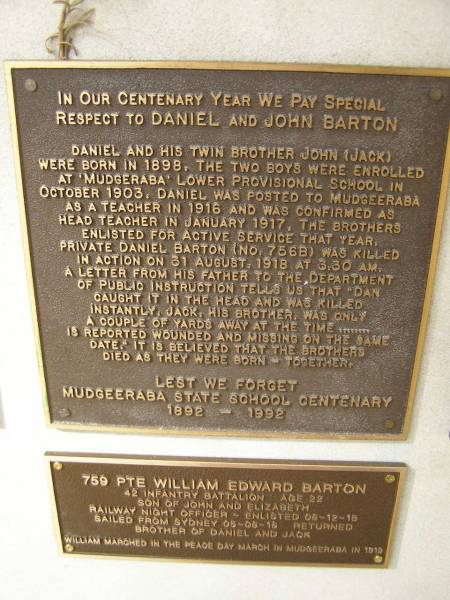 IN OUR CENTENARY YEAR WE PAY SPECIAL
RESPECT TO DANIEL AND JOHN BARTON
DANIEL AND HIS TWIN BROTHER JOHN (JACK)
WERE BORN IN 1898. THE TWO BOYS WERE ENROLLED
AT 'MUDGERABA' LOWER PROVISIONAL SCHOOL IN
OCTOBER 1903. DANIEL WAS POSTED TO MUDGEERABA
AS A TEACHER IN 1916 AND WAS CONFIRMED AS
HEAD TEACHER IN JANUARY 1917. THE BROTHERS
ENLISTED FOR ACTIVE SERVICE THAT YEAR.
PRIVATE DANIEL BARTON (NO. 7568) WAS KILLED
IN ACTION ON 31 AUGUST, 1918 AT 3.30 AM.
A LETTER FROM HIS FATHER TO THE DEPARTMENT
OF PUBLIC INSTRUCTION TELLS US THAT "DAN
CAUGHT IT IN THE HEAD AND WAS KILLED
INSTANTLY. JACK, HIS BROTHER, WAS ONLY
A COUPLE OF YARDS AWAY AT THE TIME ........
IS REPORTED WOUNDED AND MISSING ON THE SAME
DATE." IT IS BELIEVED THAT THE BROTHERS
DIED AS THEY WERE BORN - TOGETHER.
LEST WE FORGET
MUDGEERABA STATE SCHOOL CENTENARY
1892 - 1992
759 PTE WILLIAM EDWARD BARTON
42 INFANTRY BATTALION AGE 22
SON OF JOHN AND ELIZABETH
RAILWAY NIGHT OFFICER - ENLISTED 06-12-15
SAILED FROM SYDNEY 05-06-16 RETURNED
BROTHER OF DANIEL AND JACK
WILLIAM MARCHED IN THE PEACE DAY MARCH IN MUDGEERABA IN 1919